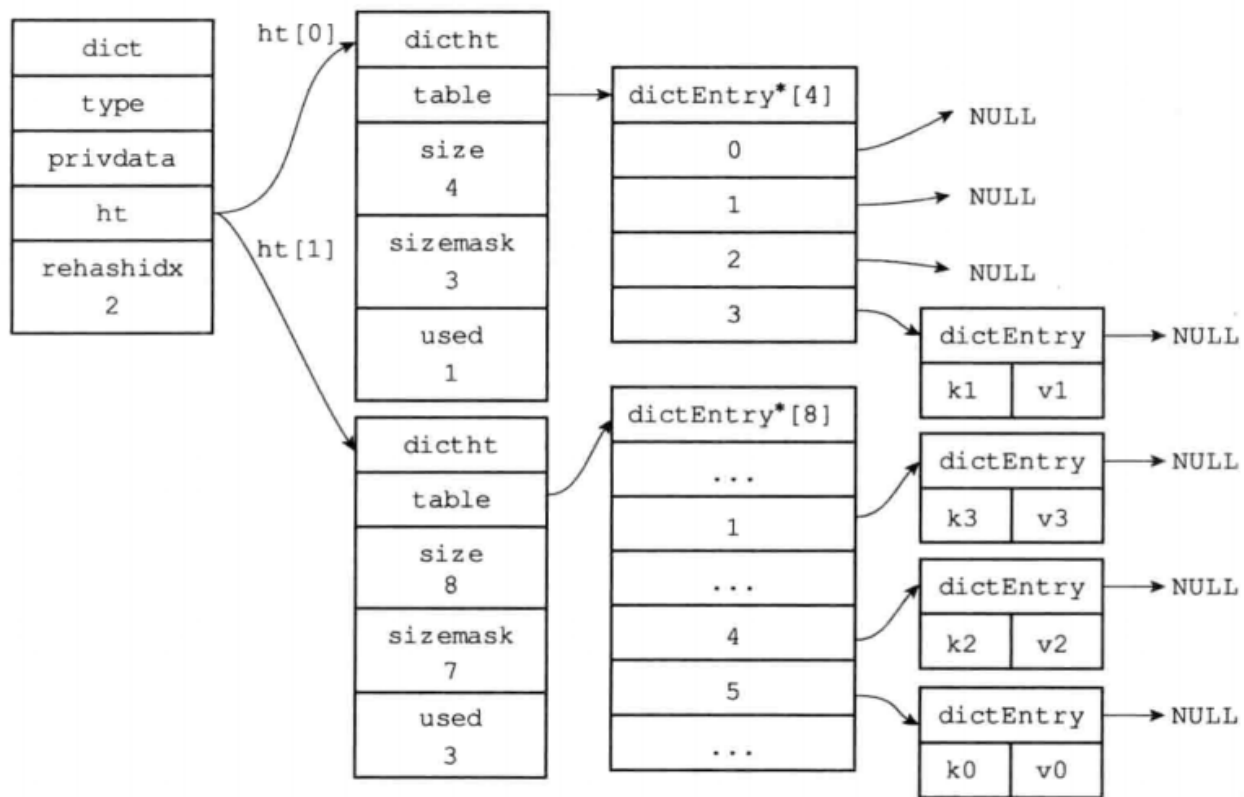 dict
type
privdata
ht
rehashidx
2
ht[0]
ht[1]
dictht
table
size
4
sizemask
3
used
1
dictEntry*[4]
0
1
2
3
NULL
NULL
NULL
dictEntry
NULL
k1 v1
dictht
table
size
8
sizemask
7
used
3
dictEntry*[8]
...
1
...
4
5
...
dictEntry
NULL
k3 v3
dictEntry
NULL
k2 v2
dictEntry
NULL
k0 v0